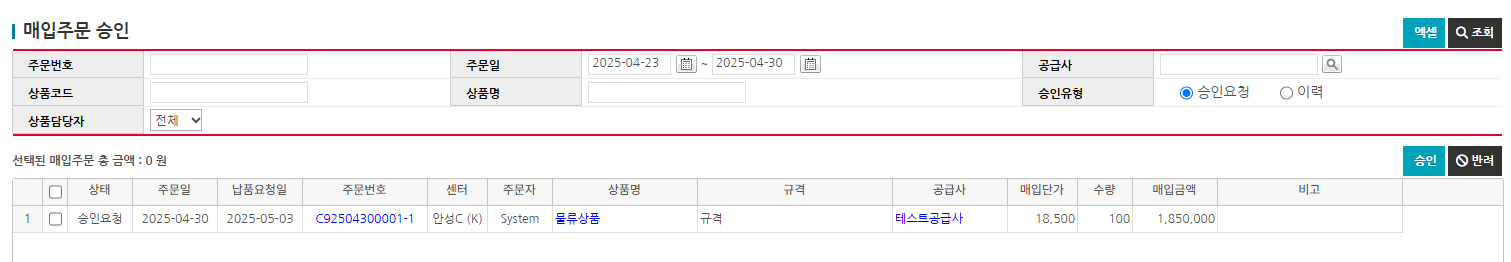 매입주문 승인
엑셀 조회
주문번호 주문일 2025-04-23 ~ 2025-04-30 공급사
상품코드 상품명 승인유형 승인요청 이력
상품담당자 전체
선택된 매입주문 총 금액 : 0 원 승인 반려
상태 주문일 납품요청일 주문번호 센터 주문자 상품명 규격 공급사 매입단가 수량 매입금액 비고
1 승인요청 2025-04-30 2025-05-03 C92504300001-1 안성C (K) System 물류상품 규격 테스트공급사 18,500 100 1,850,000